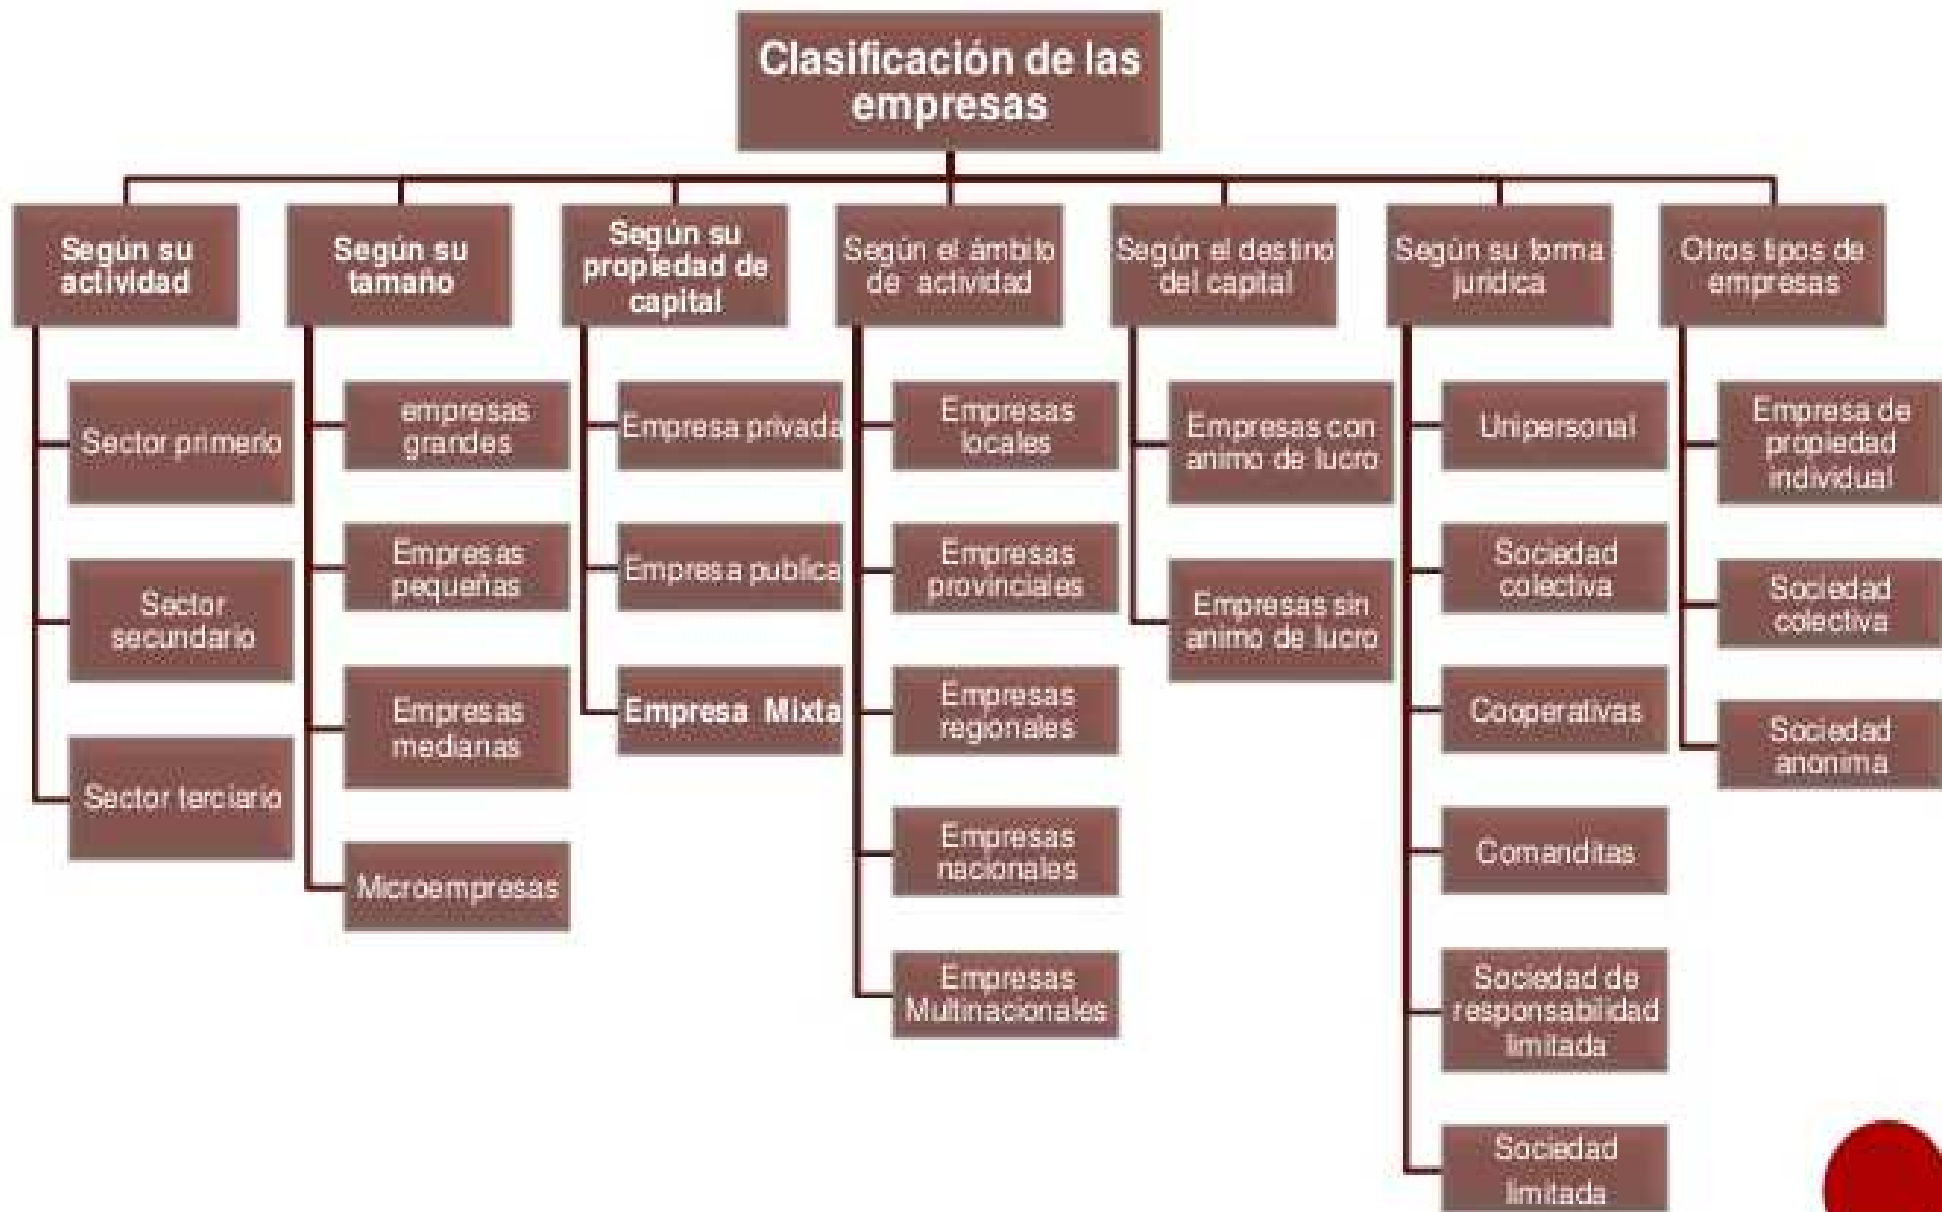 Clasificación de las
empresas
Según su
actividad
Sector primerio
Sector
secundario
Sector terciario
Según su
tamaño
empresas
grandes
Empresas
pequeñas
Empresas
medianas
Microempresas
Según su
propiedad de
capital
Empresa privada
Empresa publica
Empresa Mixta
Según el ámbito
de actividad
Empresas
locales
Empresas
provinciales
Empresas
regionales
Empresas
nacionales
Empresas
Multinacionales
Según el destino
del capital
Empresas con
animo de lucro
Empresas sin
animo de lucro
Según su forma
juridica
Unipersonal
Sociedad
colectiva
Cooperativas
Comanditas
Sociedad de
responsabilidad
limitada
Sociedad
limitada
Otros tipos de
empresas
Empresa de
propiedad
individual
Sociedad
colectiva
Sociedad
anonima